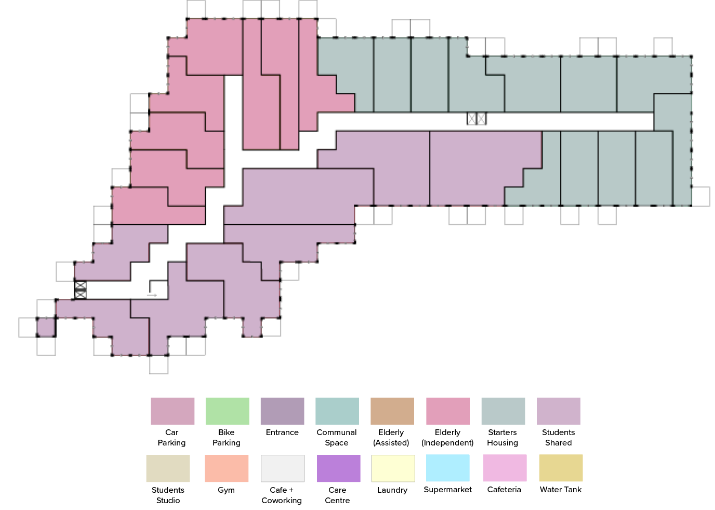 Car Parking
Bike Parking
Entrance
Communal Space
Elderly (Assisted)
Elderly (Independent)
Starters Housing
Students Shared
Students Studio
Gym
Cafe + Coworking
Care Centre
Laundry
Supermarket
Cafeteria
Water Tank